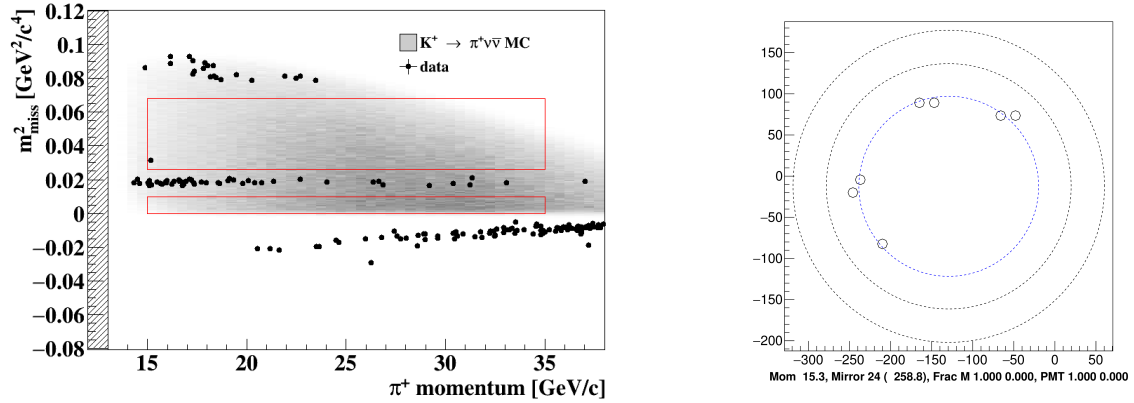 m²miss [GeV²/c⁴]
0.12
0.1
0.08
0.06
0.04
0.02
0
−0.02
−0.04
−0.06
−0.08
K⁺ → π⁺νν̄ MC
data
15 20 25 30 35
π⁺ momentum [GeV/c]
150
100
50
0
−50
−100
−150
−200
−300 −250 −200 −150 −100 −50 0 50
Mom 15.3, Mirror 24 ( 258.8), Frac M 1.000 0.000, PMT 1.000 0.000